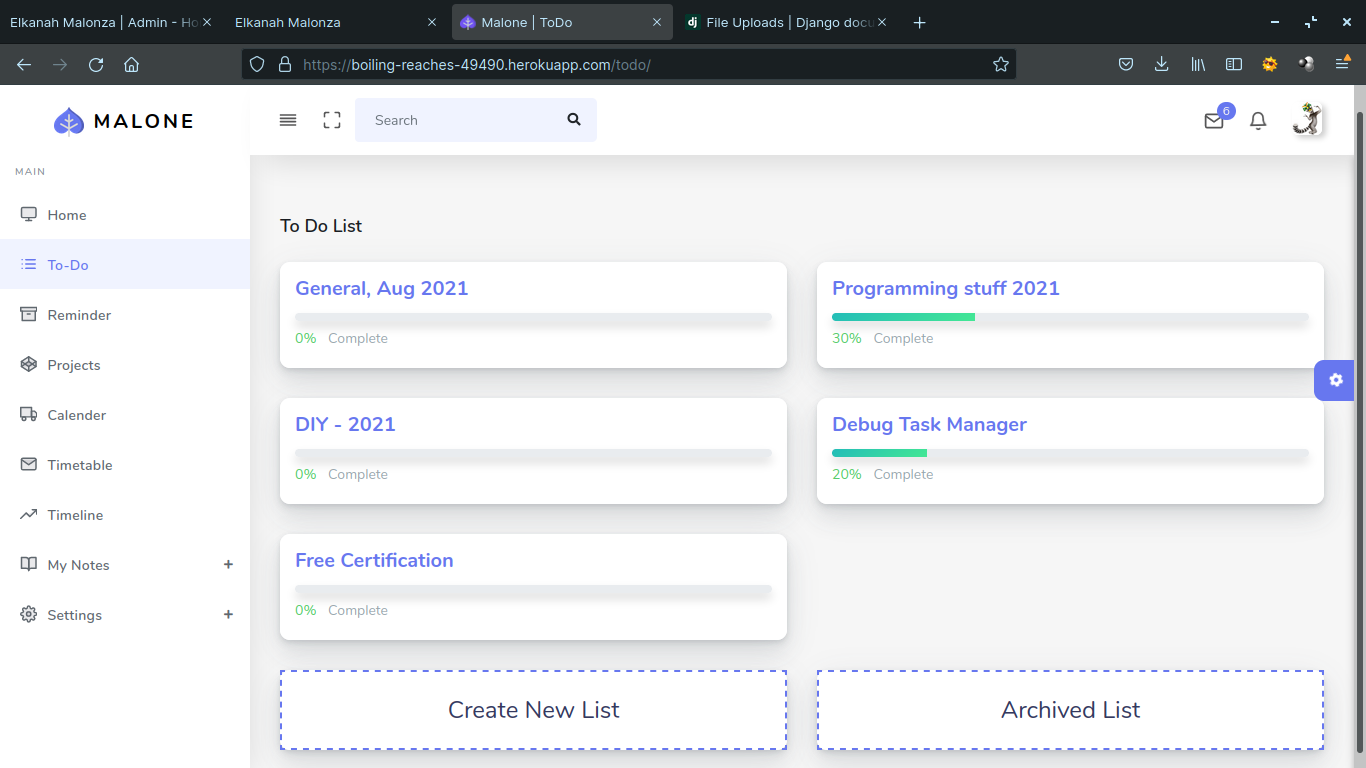 Elkanah Malonza | Admin - Ho
Elkanah Malonza
Malone | ToDo
dj File Uploads | Django docu
https://boiling-reaches-49490.herokuapp.com/todo/
MALONE
Search
6
MAIN
Home
To-Do
Reminder
Projects
Calender
Timetable
Timeline
My Notes +
Settings +
To Do List
General, Aug 2021
0% Complete
Programming stuff 2021
30% Complete
DIY - 2021
0% Complete
Debug Task Manager
20% Complete
Free Certification
0% Complete
Create New List
Archived List